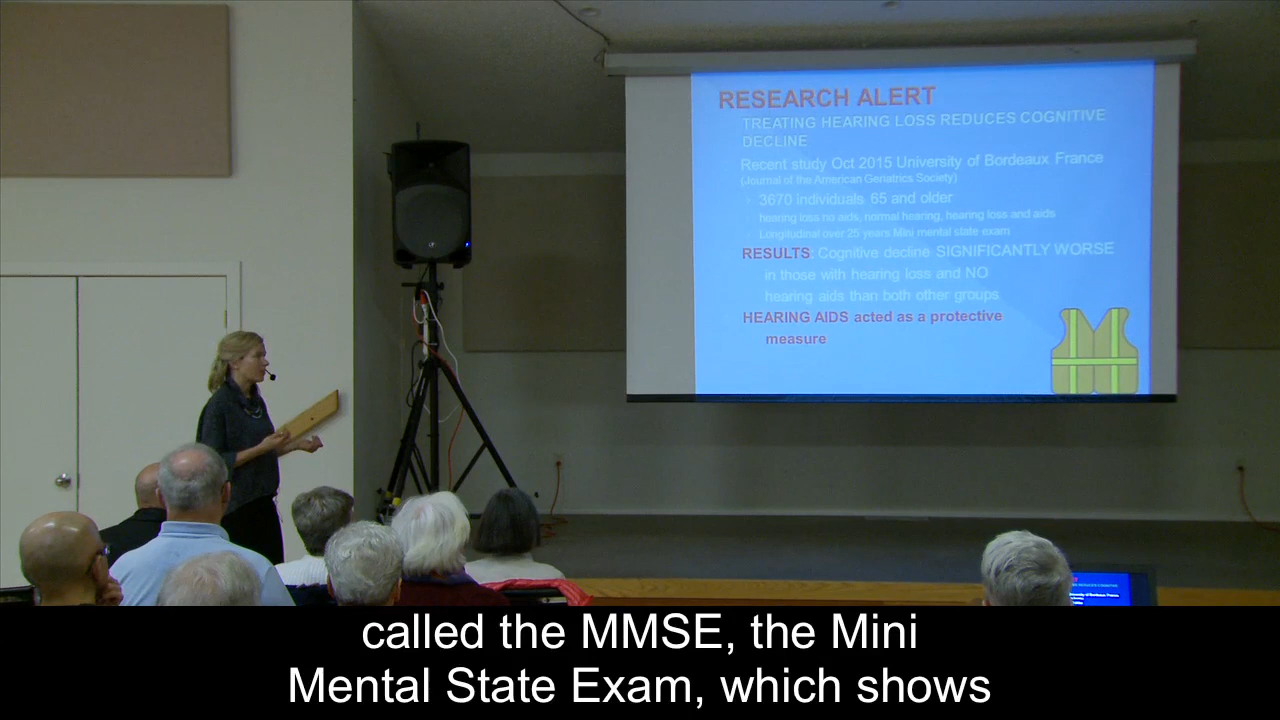 RESEARCH ALERT
TREATING HEARING LOSS REDUCES COGNITIVE
DECLINE
Recent study Oct 2015 University of Bordeaux France
(Journal of the American Geriatrics Society)
3670 individuals 65 and older
hearing loss no aids, normal hearing, hearing loss and aids
Longitudinal over 25 years Mini mental state exam
RESULTS: Cognitive decline SIGNIFICANTLY WORSE
in those with hearing loss and NO
hearing aids than both other groups
HEARING AIDS acted as a protective
measure
called the MMSE, the Mini
Mental State Exam, which shows